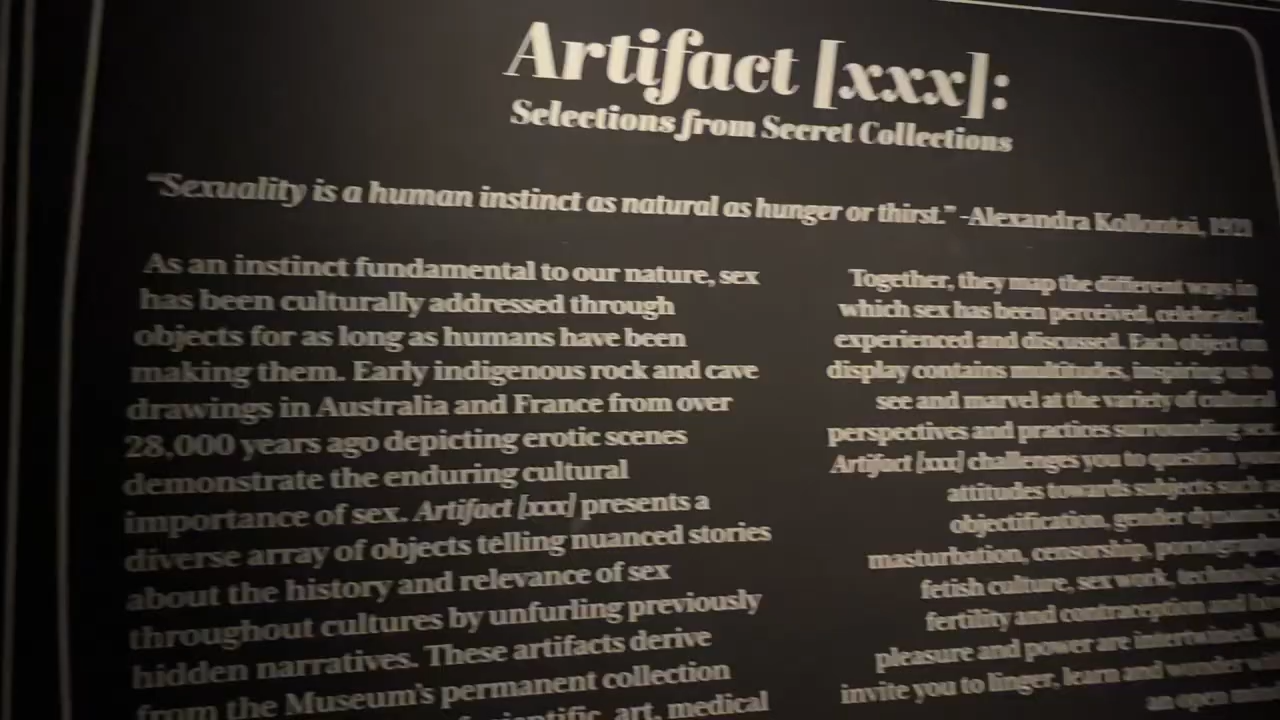 Artifact [xxx]:
Selections from Secret Collections
"Sexuality is a human instinct as natural as hunger or thirst." -Alexandra Kollontai, 1921
As an instinct fundamental to our nature, sex
has been culturally addressed through
objects for as long as humans have been
making them. Early indigenous rock and cave
drawings in Australia and France from over
28,000 years ago depicting erotic scenes
demonstrate the enduring cultural
importance of sex. Artifact [xxx] presents a
diverse array of objects telling nuanced stories
about the history and relevance of sex
throughout cultures by unfurling previously
hidden narratives. These artifacts derive
from the Museum's permanent collection
scientific, art, medical
Together, they map the different ways in
which sex has been perceived, celebrated,
experienced and discussed. Each object on
display contains multitudes, inspiring us to
see and marvel at the variety of cultural
perspectives and practices surrounding sex.
Artifact [xxx] challenges you to question your
attitudes towards subjects such as
objectification, gender dynamics,
masturbation, censorship, pornography,
fetish culture, sex work, technology,
fertility and contraception and how
pleasure and power are intertwined. We
invite you to linger, learn and wonder with
an open mind.